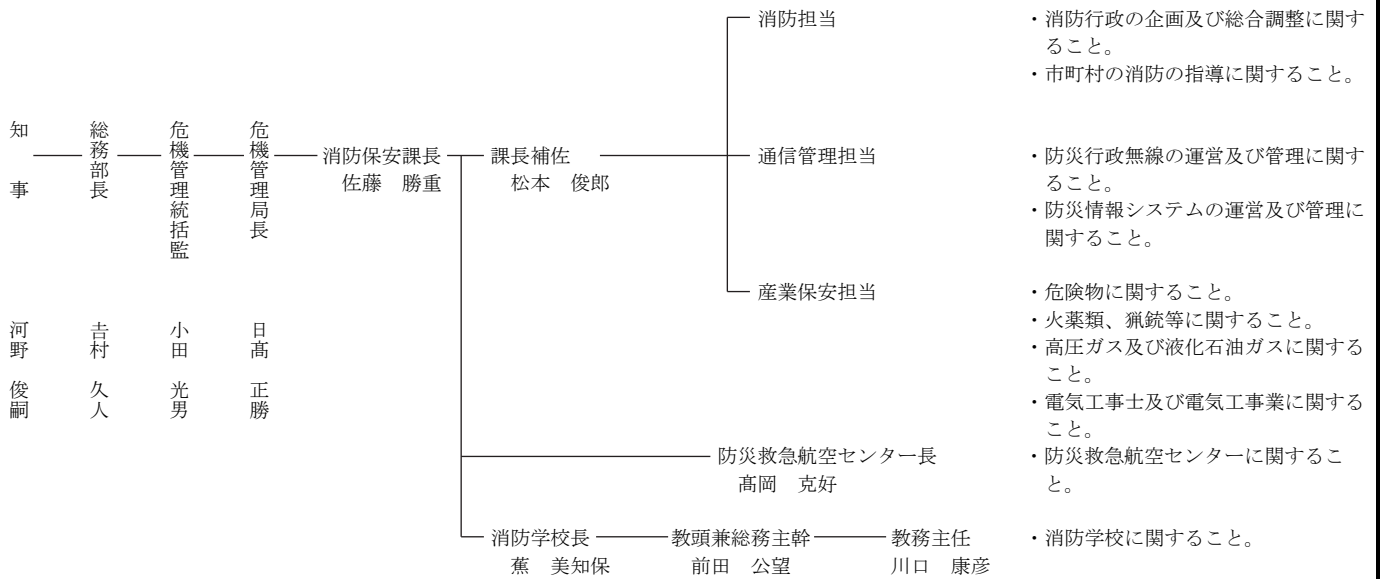 消防担当
・消防行政の企画及び総合調整に関す
ること。
・市町村の消防の指導に関すること。
知事
総務部長
危機管理統括監
危機管理局長
消防保安課長
佐藤　勝重
課長補佐
松本　俊郎
通信管理担当
・防災行政無線の運営及び管理に関す
ること。
・防災情報システムの運営及び管理に
関すること。
産業保安担当
・危険物に関すること。
・火薬類、猟銃等に関すること。
・高圧ガス及び液化石油ガスに関する
こと。
・電気工事士及び電気工事業に関する
こと。
河野　俊嗣
𠮷村　久人
小田　光男
日髙　正勝
防災救急航空センター長
髙岡　克好
・防災救急航空センターに関するこ
と。
消防学校長
蕉　美知保
教頭兼総務主幹
前田　公望
教務主任
川口　康彦
・消防学校に関すること。